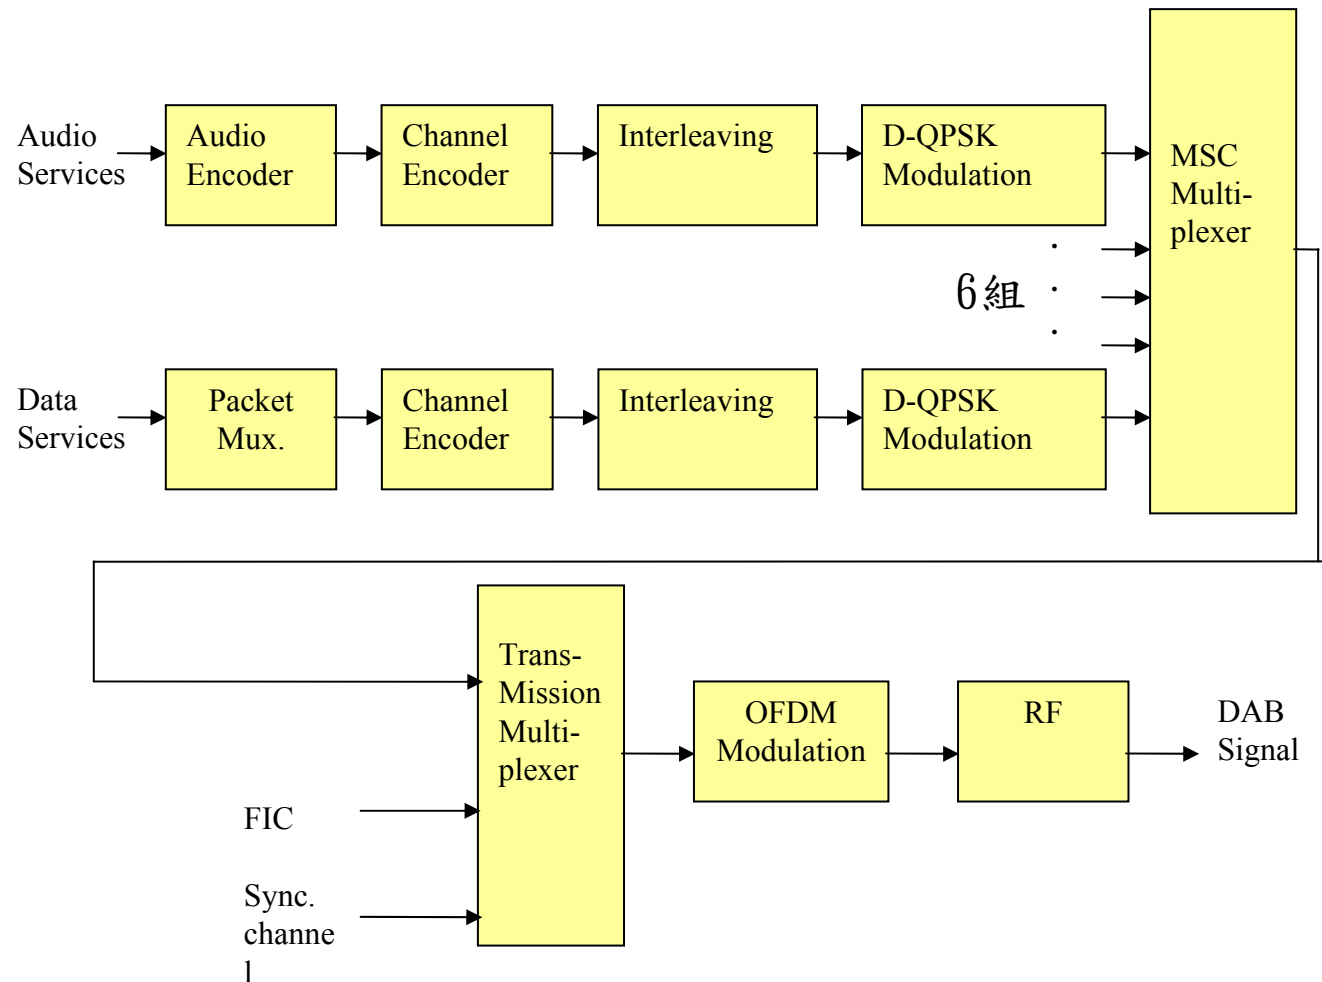 Audio
Services
Audio
Encoder
Channel
Encoder
Interleaving
D-QPSK
Modulation
MSC
Multi-
plexer
6組
Data
Services
Packet
Mux.
Channel
Encoder
Interleaving
D-QPSK
Modulation
Trans-
Mission
Multi-
plexer
OFDM
Modulation
RF
DAB
Signal
FIC
Sync.
channe
l